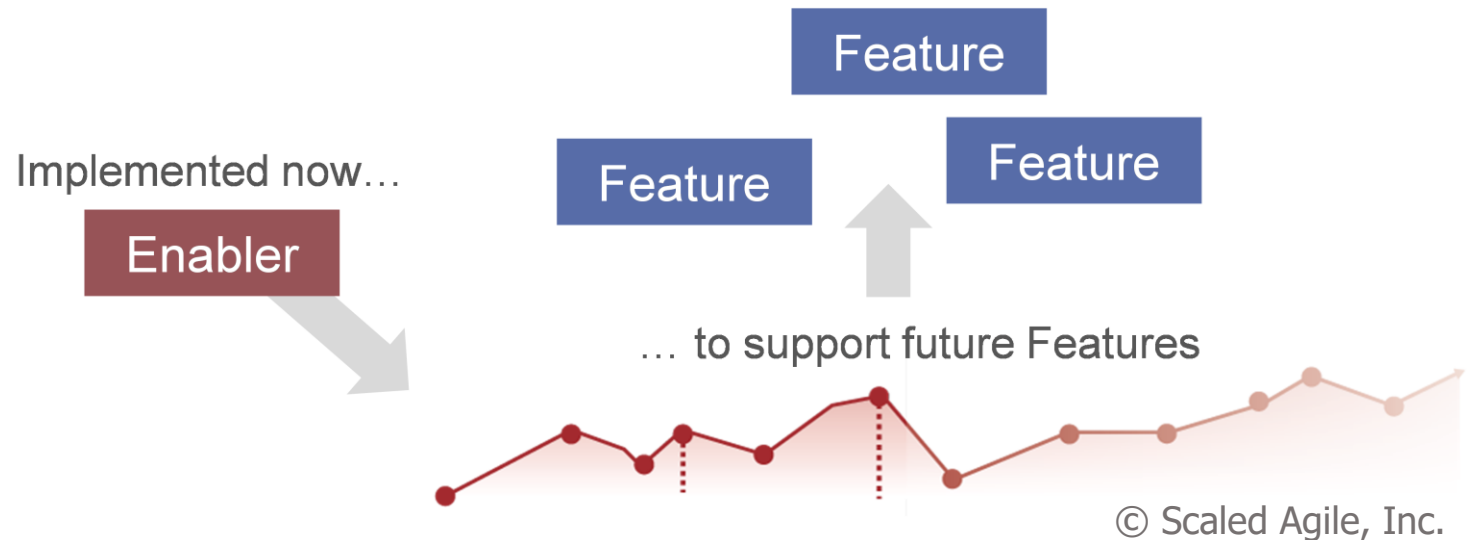 Implemented now…
Enabler
Feature
Feature
Feature
… to support future Features
© Scaled Agile, Inc.